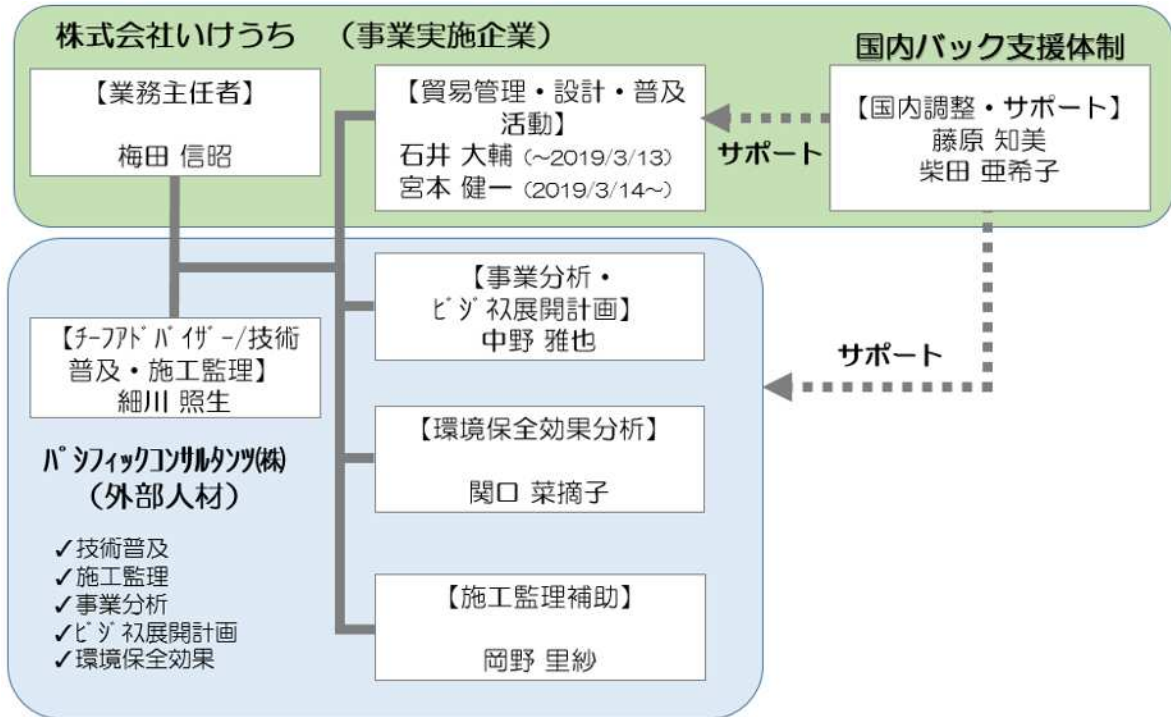 株式会社いけうち （事業実施企業）
国内バック支援体制
【業務主任者】
梅田 信昭
【貿易管理・設計・普及
活動】
石井 大輔（～2019/3/13）
宮本 健一（2019/3/14～）
サポート
【国内調整・サポート】
藤原 知美
柴田 亜希子
【チーフアドバイザー/技術
普及・施工監理】
細川 照生
【事業分析・
ビジネス展開計画】
中野 雅也
サポート
【環境保全効果分析】
関口 菜摘子
【施工監理補助】
岡野 里紗
パシフィックコンサルタンツ㈱
（外部人材）
✓技術普及
✓施工監理
✓事業分析
✓ビジネス展開計画
✓環境保全効果